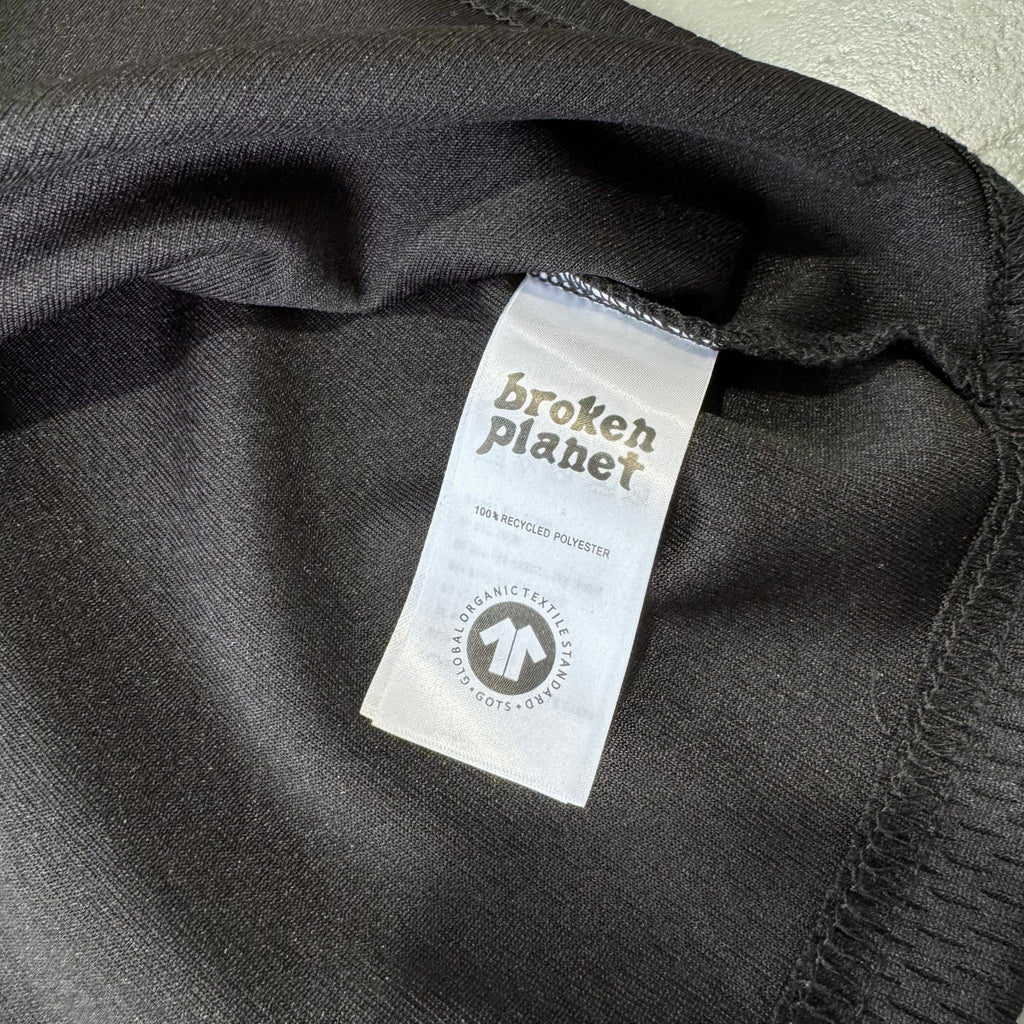 broken
planet
100% RECYCLED POLYESTER
GLOBAL ORGANIC TEXTILE STANDARD
GOTS